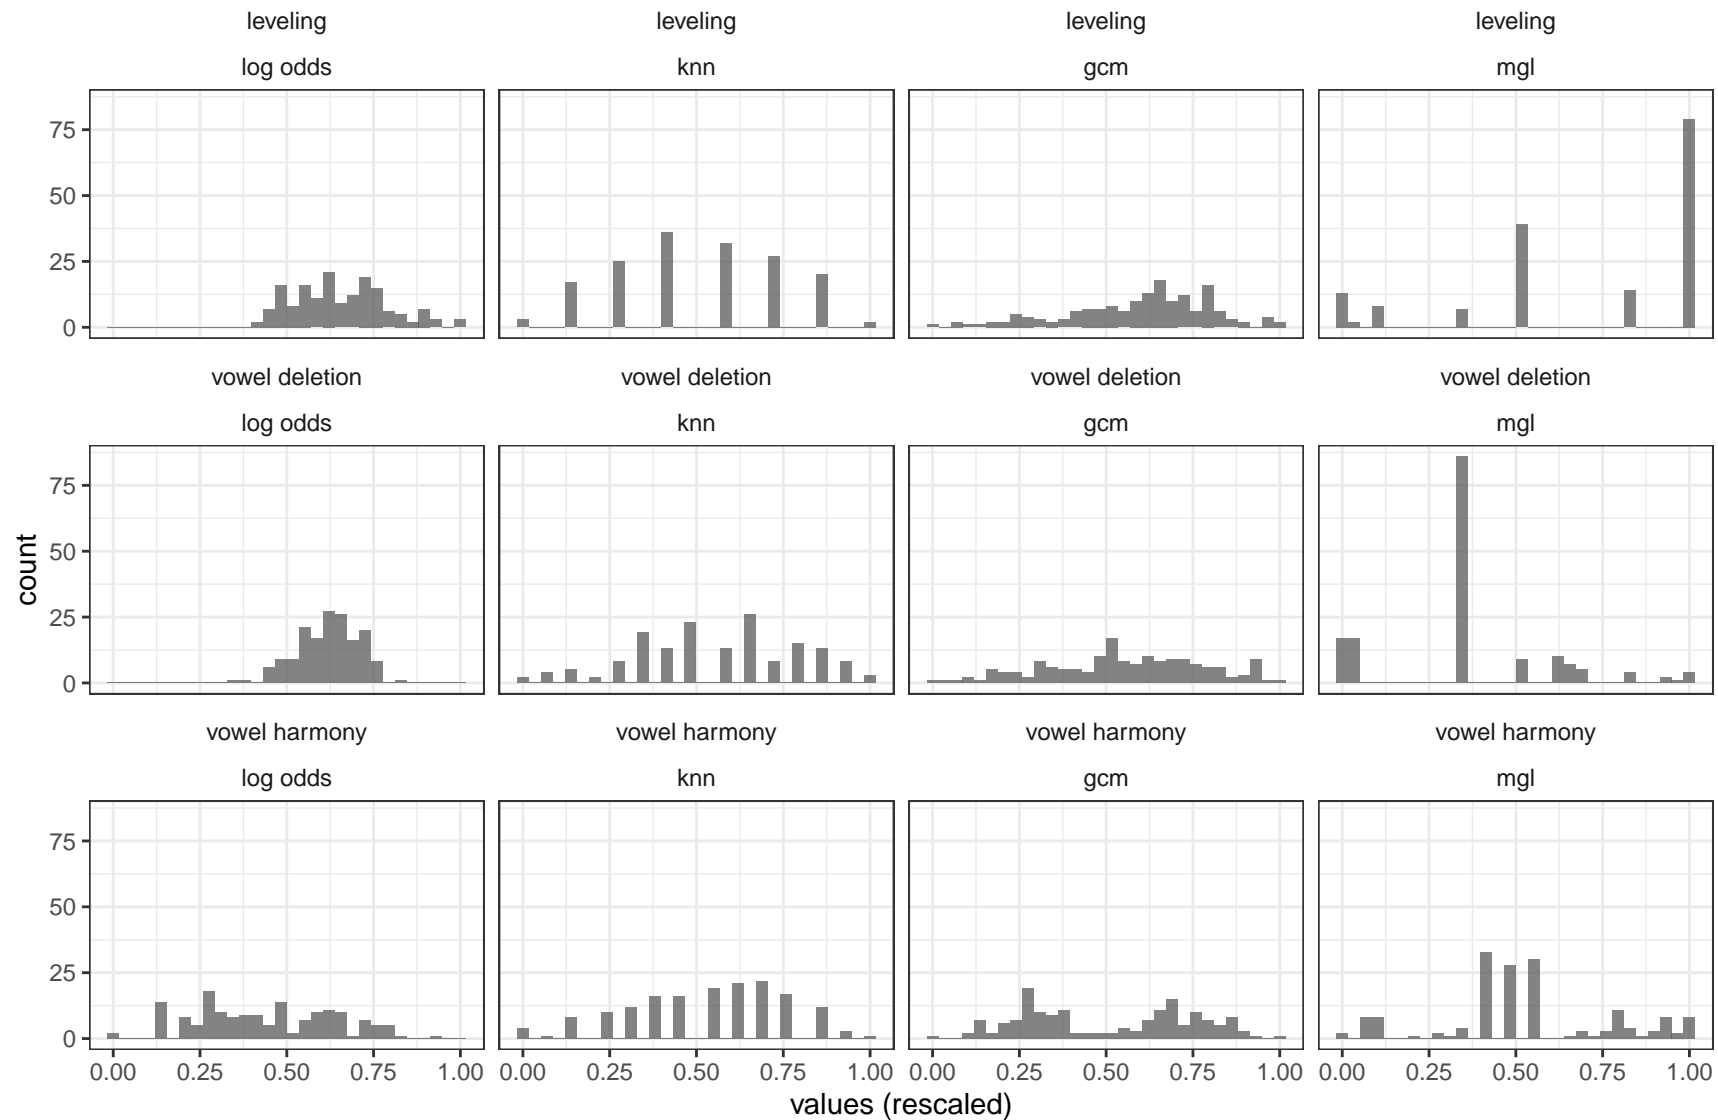 leveling leveling leveling leveling
log odds knn gcm mgl
75
50
25
0
vowel deletion vowel deletion vowel deletion vowel deletion
log odds knn gcm mgl
75
50
25
0
count
vowel harmony vowel harmony vowel harmony vowel harmony
log odds knn gcm mgl
75
50
25
0
0.00 0.25 0.50 0.75 1.00 0.00 0.25 0.50 0.75 1.00 0.00 0.25 0.50 0.75 1.00 0.00 0.25 0.50 0.75 1.00
values (rescaled)